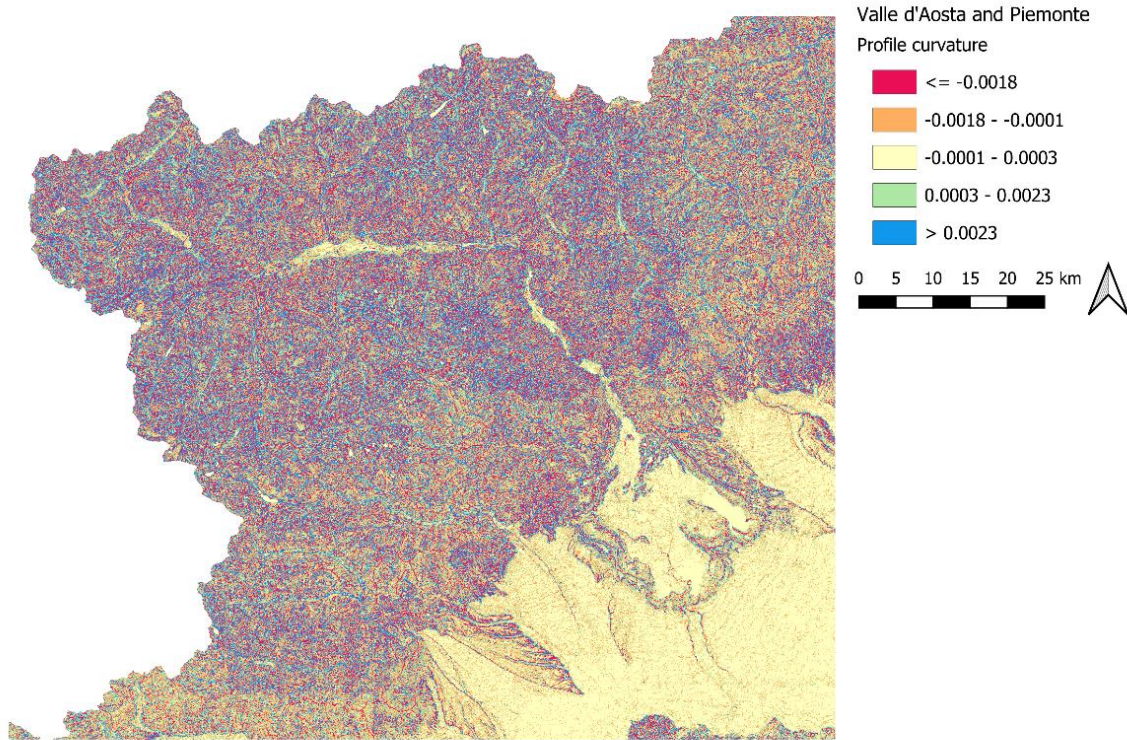 Valle d'Aosta and Piemonte
Profile curvature
<= -0.0018
-0.0018 - -0.0001
-0.0001 - 0.0003
0.0003 - 0.0023
> 0.0023
0 5 10 15 20 25 km